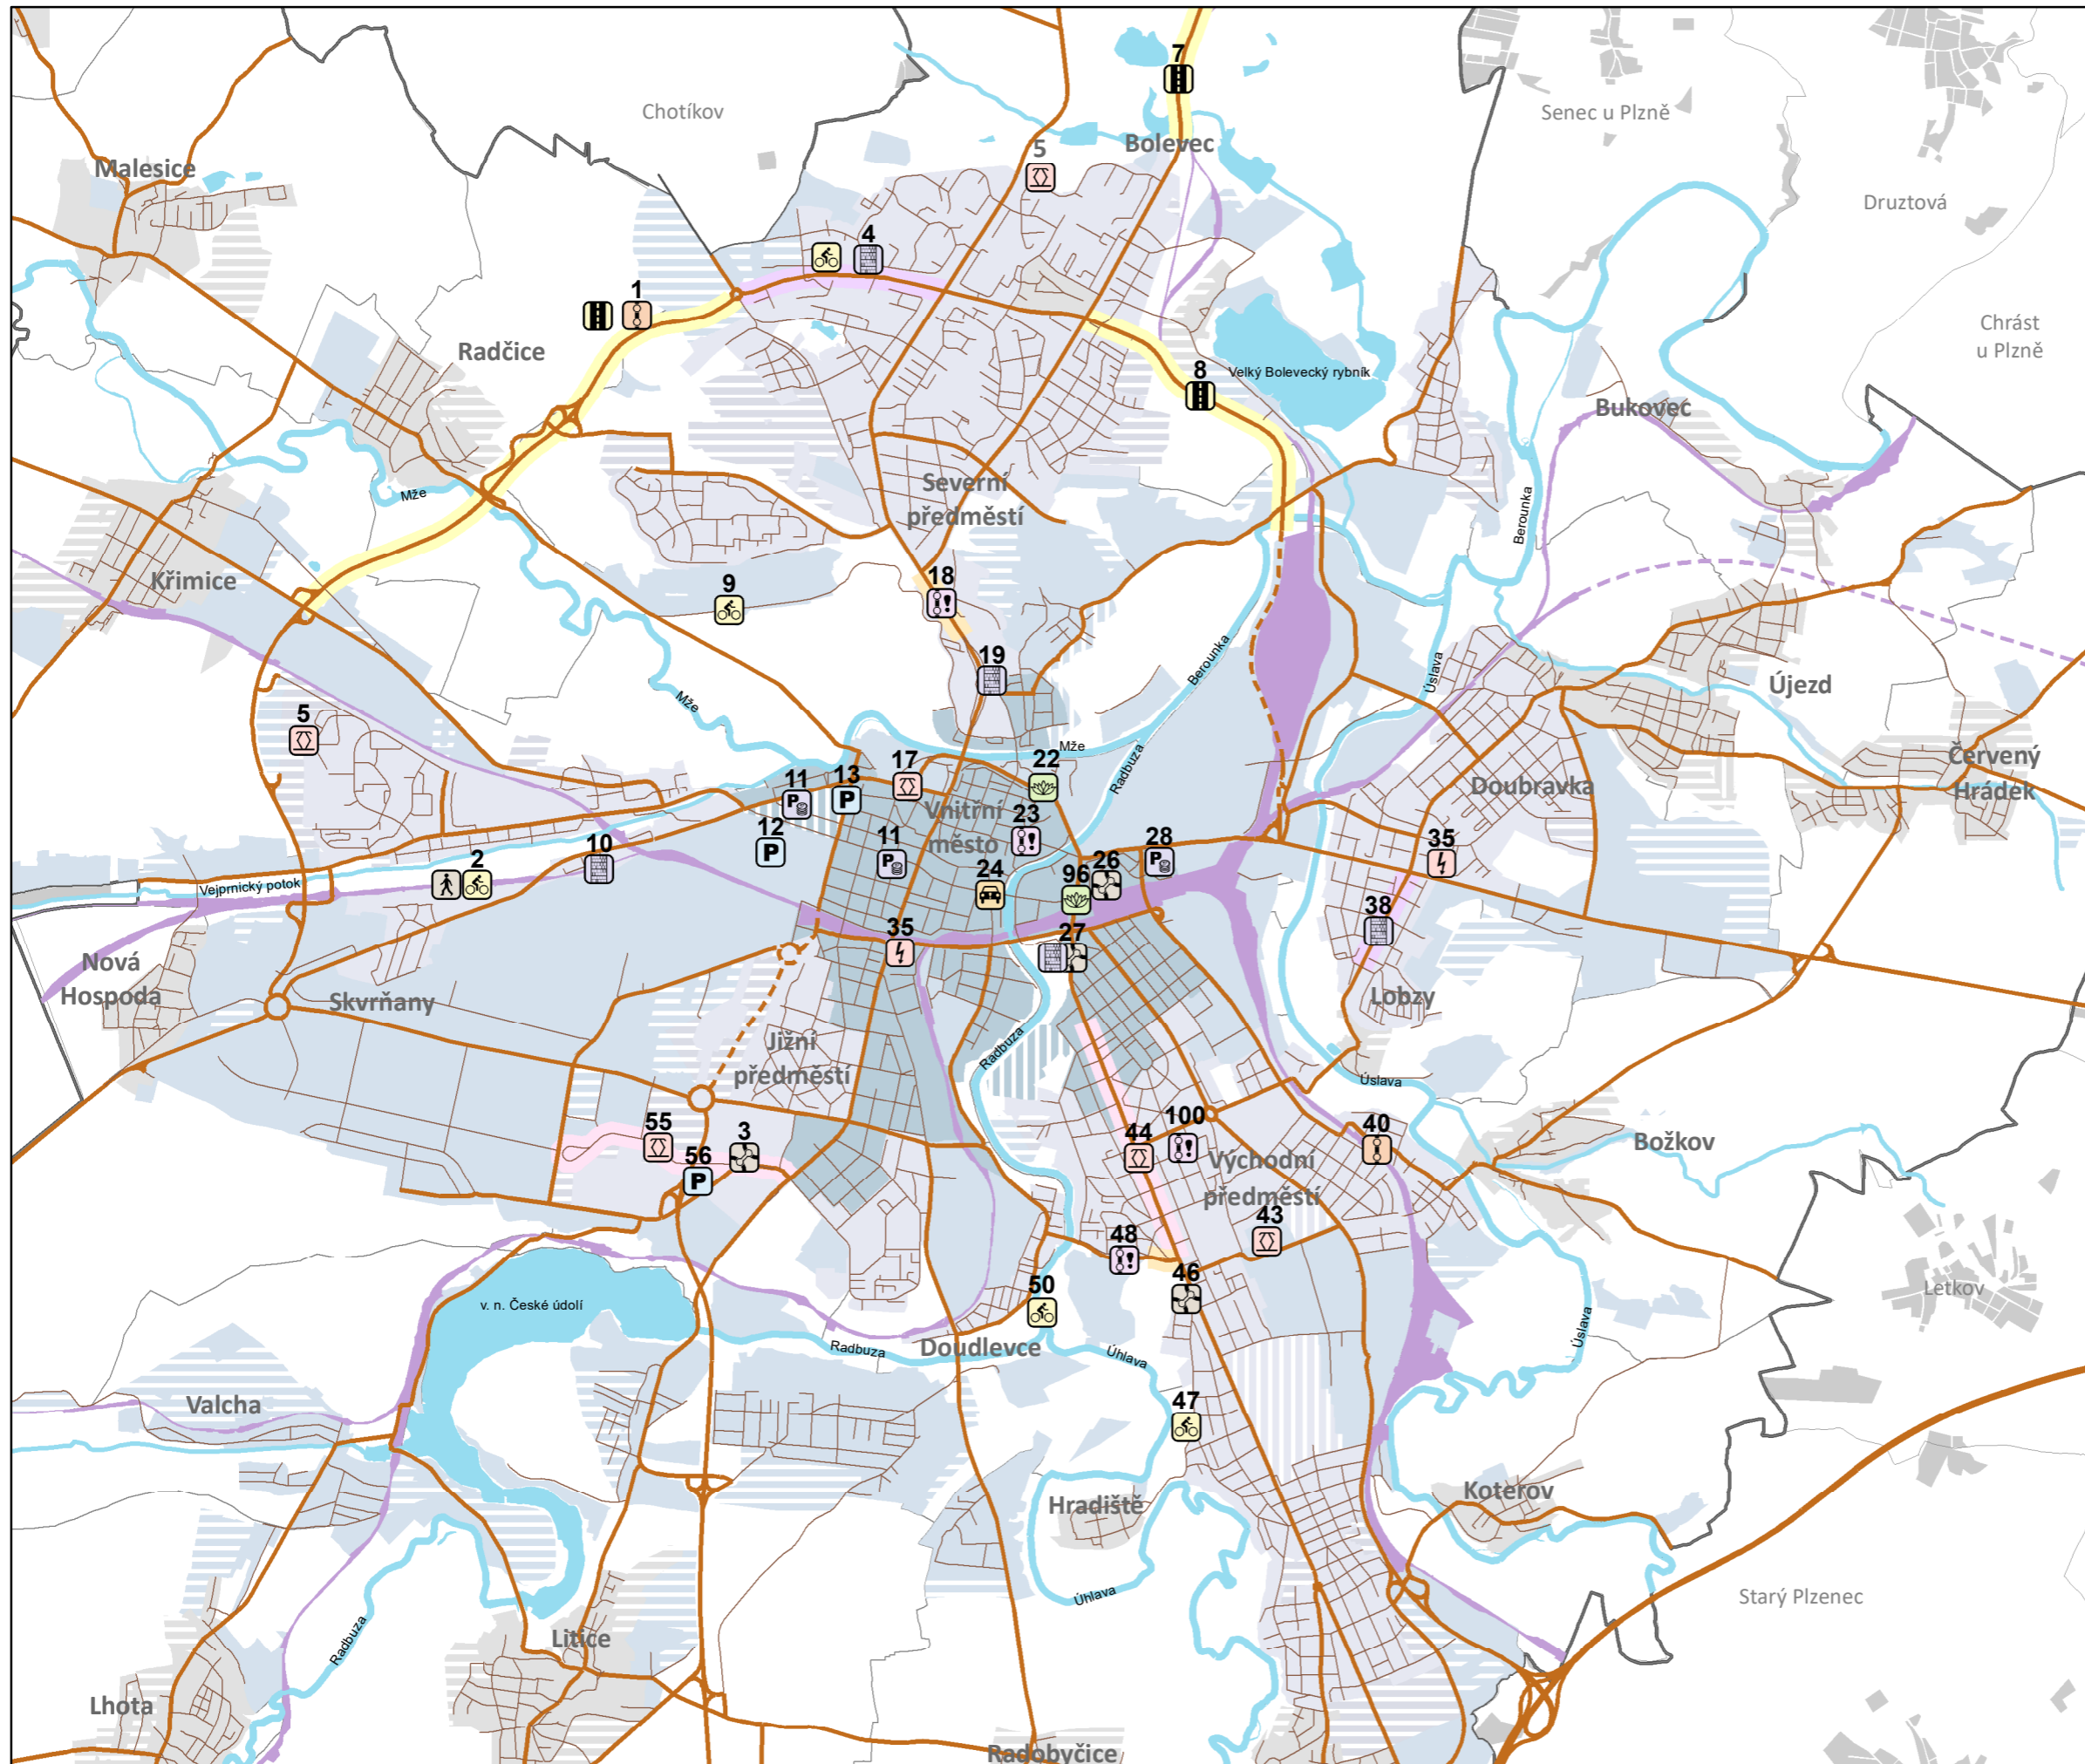 7
Chotíkov
Senec u Plzně
Bolevec
5
Malesice
Druztová
4
1
Chrást
u Plzně
Radčice
8
Velký Bolevecký rybník
Bukovec
Severní
předměstí
Mže
Berounka
Křimice
9
18
19
Berounka
Úslava
Újezd
Mže
5
Mže
Radbuza
17
22
11
13
Vnitřní
město
23
Doubravka
Červený
Hrádek
12
11
10
28
35
2
24
96
26
Vejprnický potok
38
35
27
Nová
Hospoda
Skvrňany
Lobzy
Jižní
předměstí
Radbuza
Úslava
55
3
56
100
44
40
Východní
předměstí
Božkov
43
48
46
50
Letkov
v. n. České údolí
Úslava
Radbuza
Doudlevce
Úhlava
Valcha
47
Hradiště
Koterov
Úhlava
Starý Plzenec
Radbuza
Litice
Lhota
Radobyčice
P
P
P
P
P
P